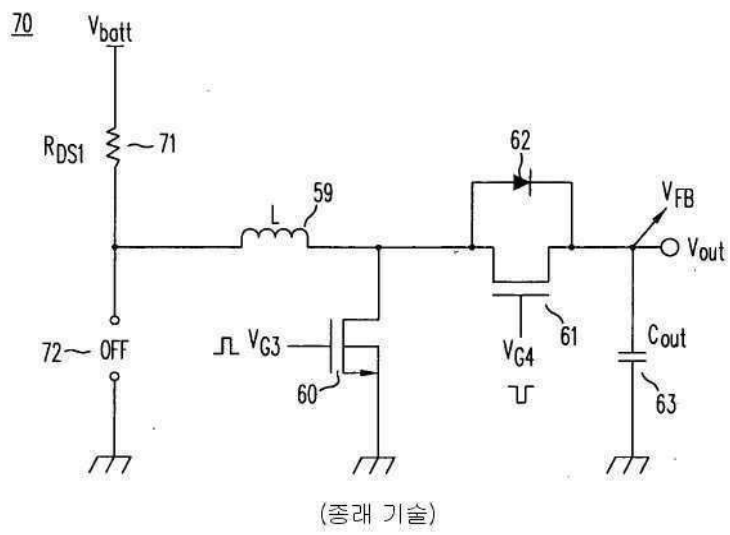 70
Vbatt
RDS1
71
62
59
L
VFB
Vout
72
OFF
VG3
60
VG4
61
Cout
63
(종래 기술)